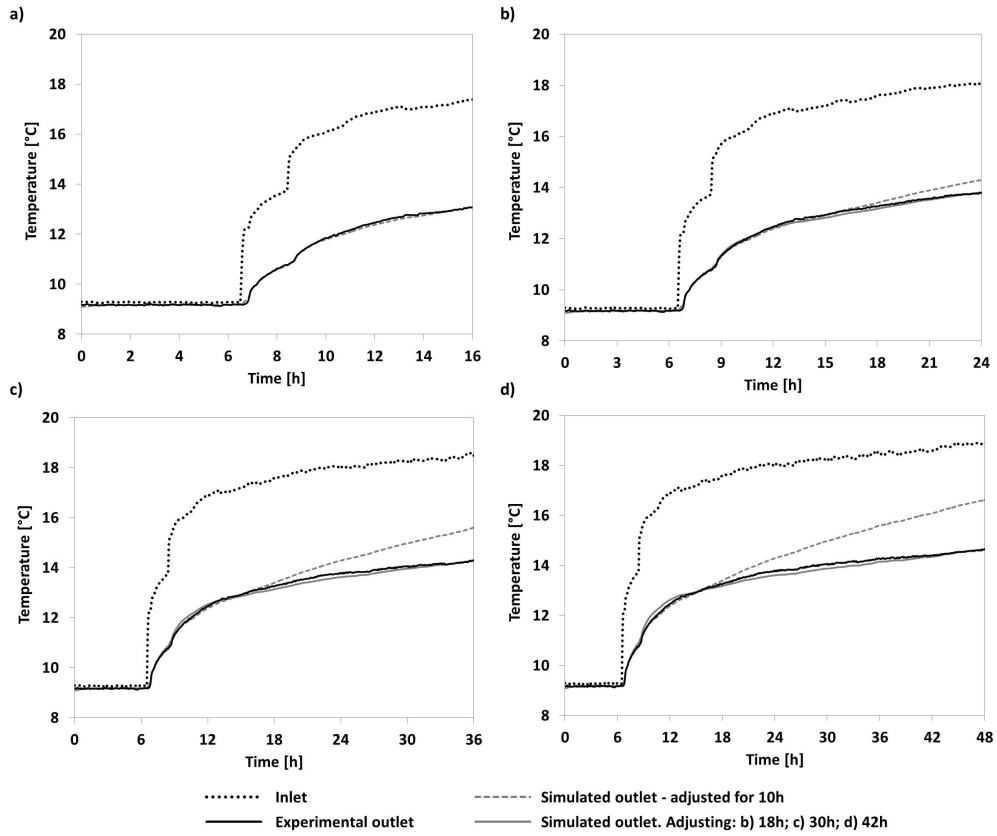 a)
20
18
16
14
12
10
8
Temperature [°C]
0 2 4 6 8 10 12 14 16
Time [h]
b)
20
18
16
14
12
10
8
Temperature [°C]
0 3 6 9 12 15 18 21 24
Time [h]
c)
20
18
16
14
12
10
8
Temperature [°C]
0 6 12 18 24 30 36
Time [h]
d)
20
18
16
14
12
10
8
Temperature [°C]
0 6 12 18 24 30 36 42 48
Time [h]
Inlet
Simulated outlet - adjusted for 10h
Experimental outlet
Simulated outlet. Adjusting: b) 18h; c) 30h; d) 42h